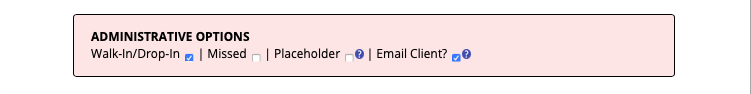 ADMINISTRATIVE OPTIONS
Walk-In/Drop-In | Missed | Placeholder ? | Email Client? ?